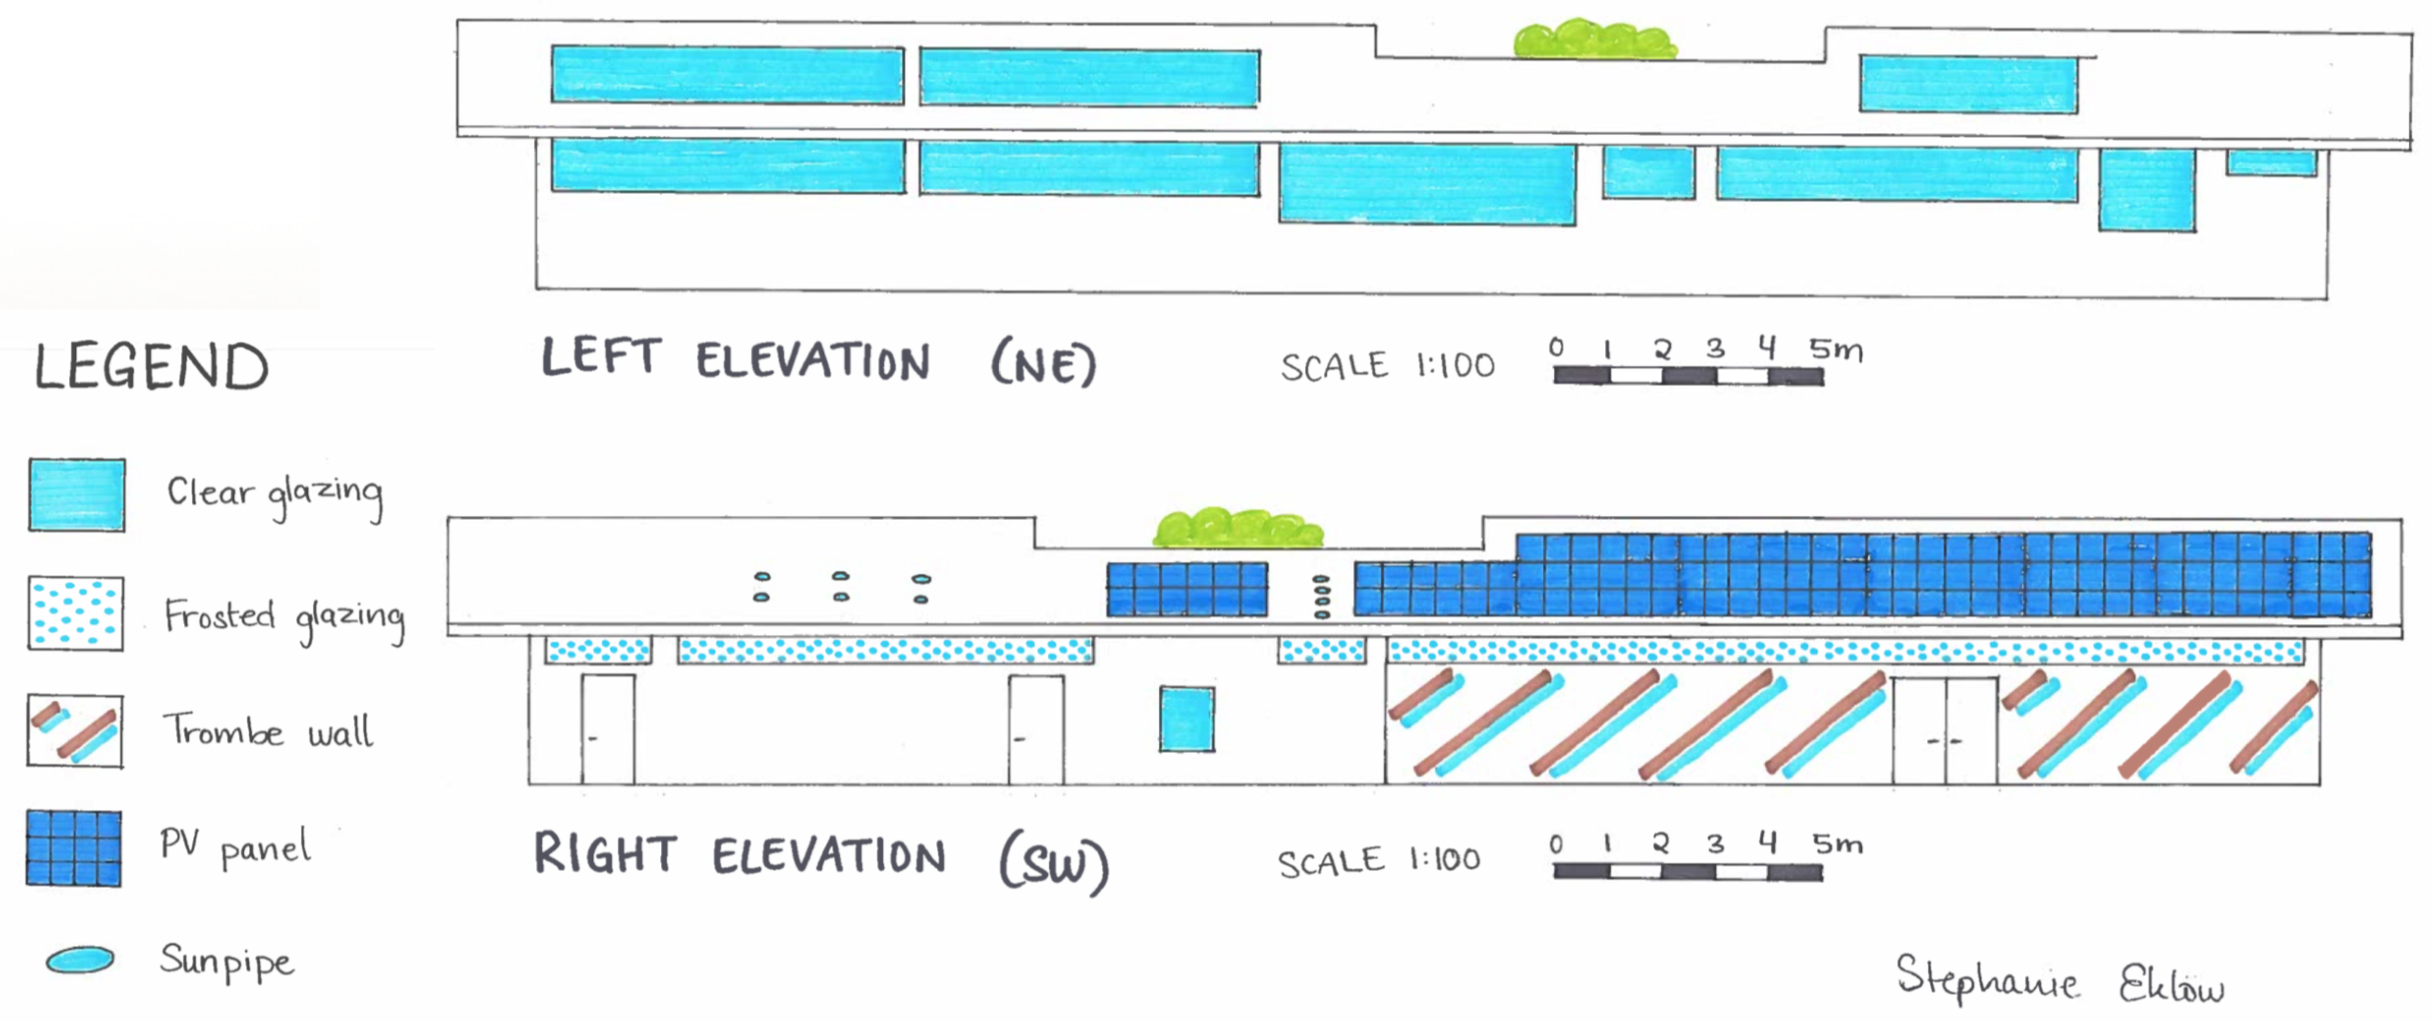 LEFT ELEVATION (NE)
SCALE 1:100
0 1 2 3 4 5m
LEGEND
Clear glazing
Frosted glazing
Trombe wall
PV panel
Sunpipe
RIGHT ELEVATION (SW)
SCALE 1:100
0 1 2 3 4 5m
Stephanie Eklöw